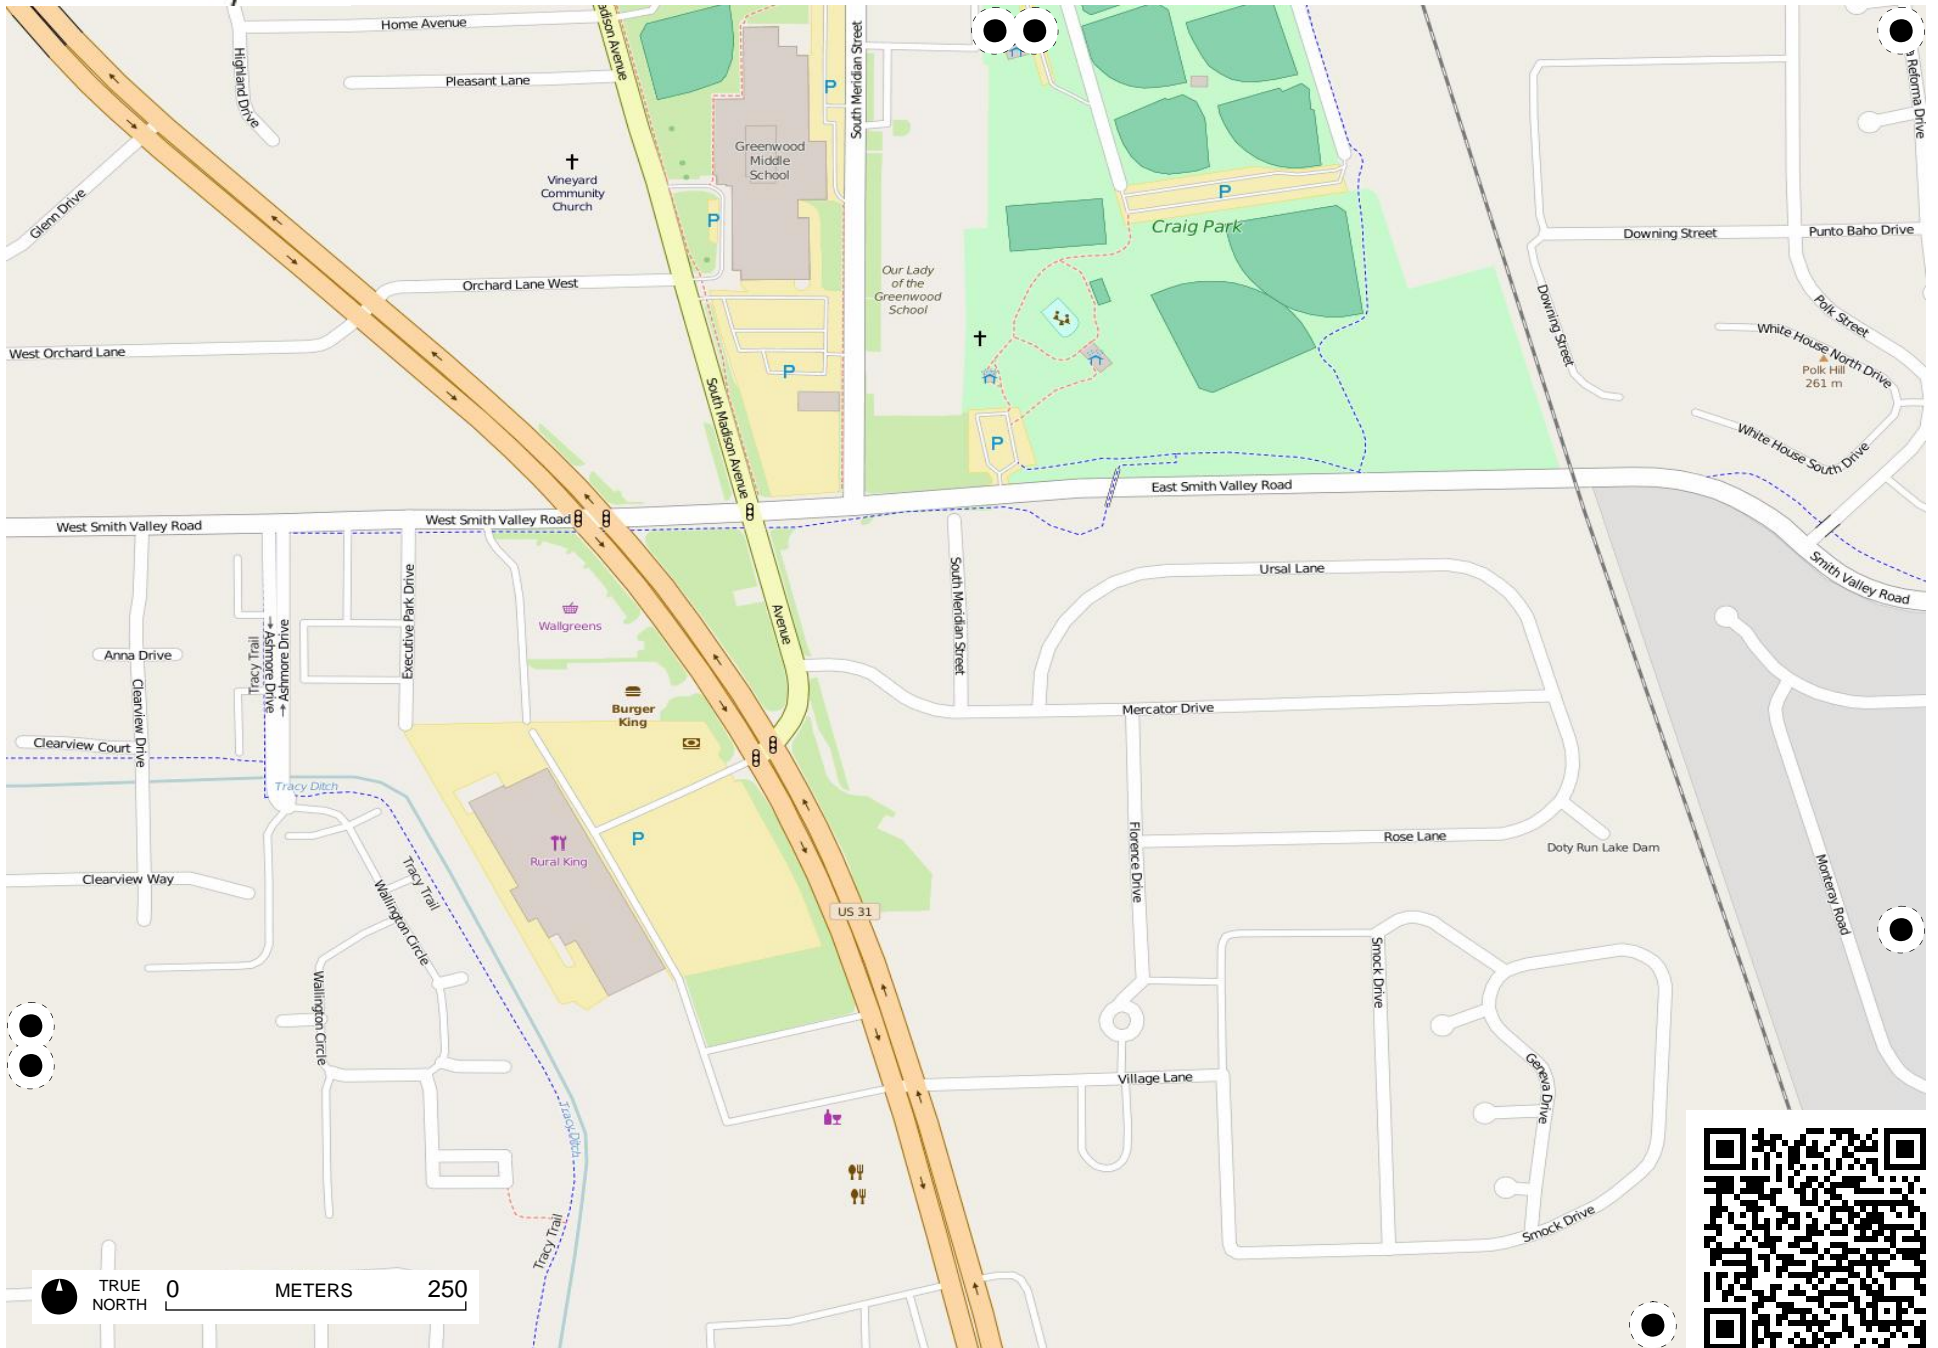 Home Avenue
Highland Drive
Pleasant Lane
adison Avenue
South Meridian Street
a Reforma Drive
Greenwood
Middle
School
P
P
P
Vineyard
Community
Church
Glenn Drive
Craig Park
Downing Street
Punto Baho Drive
Orchard Lane West
Our Lady
of the
Greenwood
School
Downing Street
Polk Street
West Orchard Lane
White House North Drive
Polk Hill
261 m
P
South Madison Avenue
P
White House South Drive
East Smith Valley Road
West Smith Valley Road
West Smith Valley Road
Smith Valley Road
Ursal Lane
South Meridian Street
Executive Park Drive
Wallgreens
Avenue
Anna Drive
Tracy Trail
Ashmore Drive
Ashmore Drive
Clearview Drive
Burger
King
Mercator Drive
Clearview Court
Tracy Ditch
P
Rural King
Florence Drive
Rose Lane
Doty Run Lake Dam
Clearview Way
Tracy Trail
Wallington Circle
Monteray Road
US 31
Smock Drive
Wallington Circle
Geneva Drive
Village Lane
Tracy Ditch
Tracy Trail
Smock Drive
TRUE
NORTH
0 METERS 250